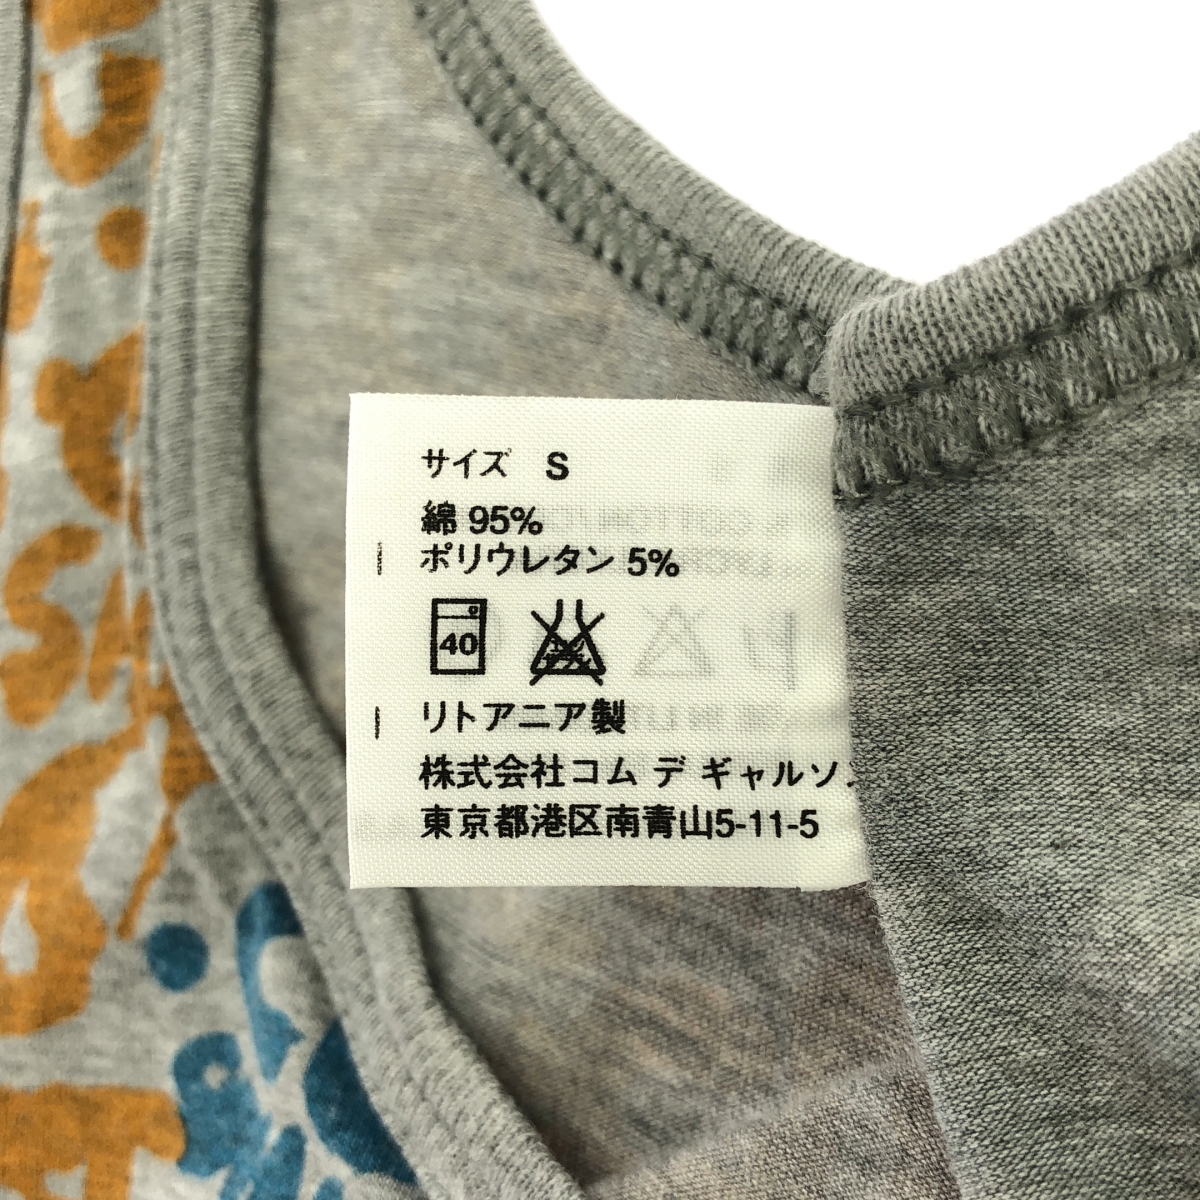 サイズ S
綿 95%
ポリウレタン 5%
40
リトアニア製
株式会社コム デ ギャルソン
東京都港区南青山5-11-5